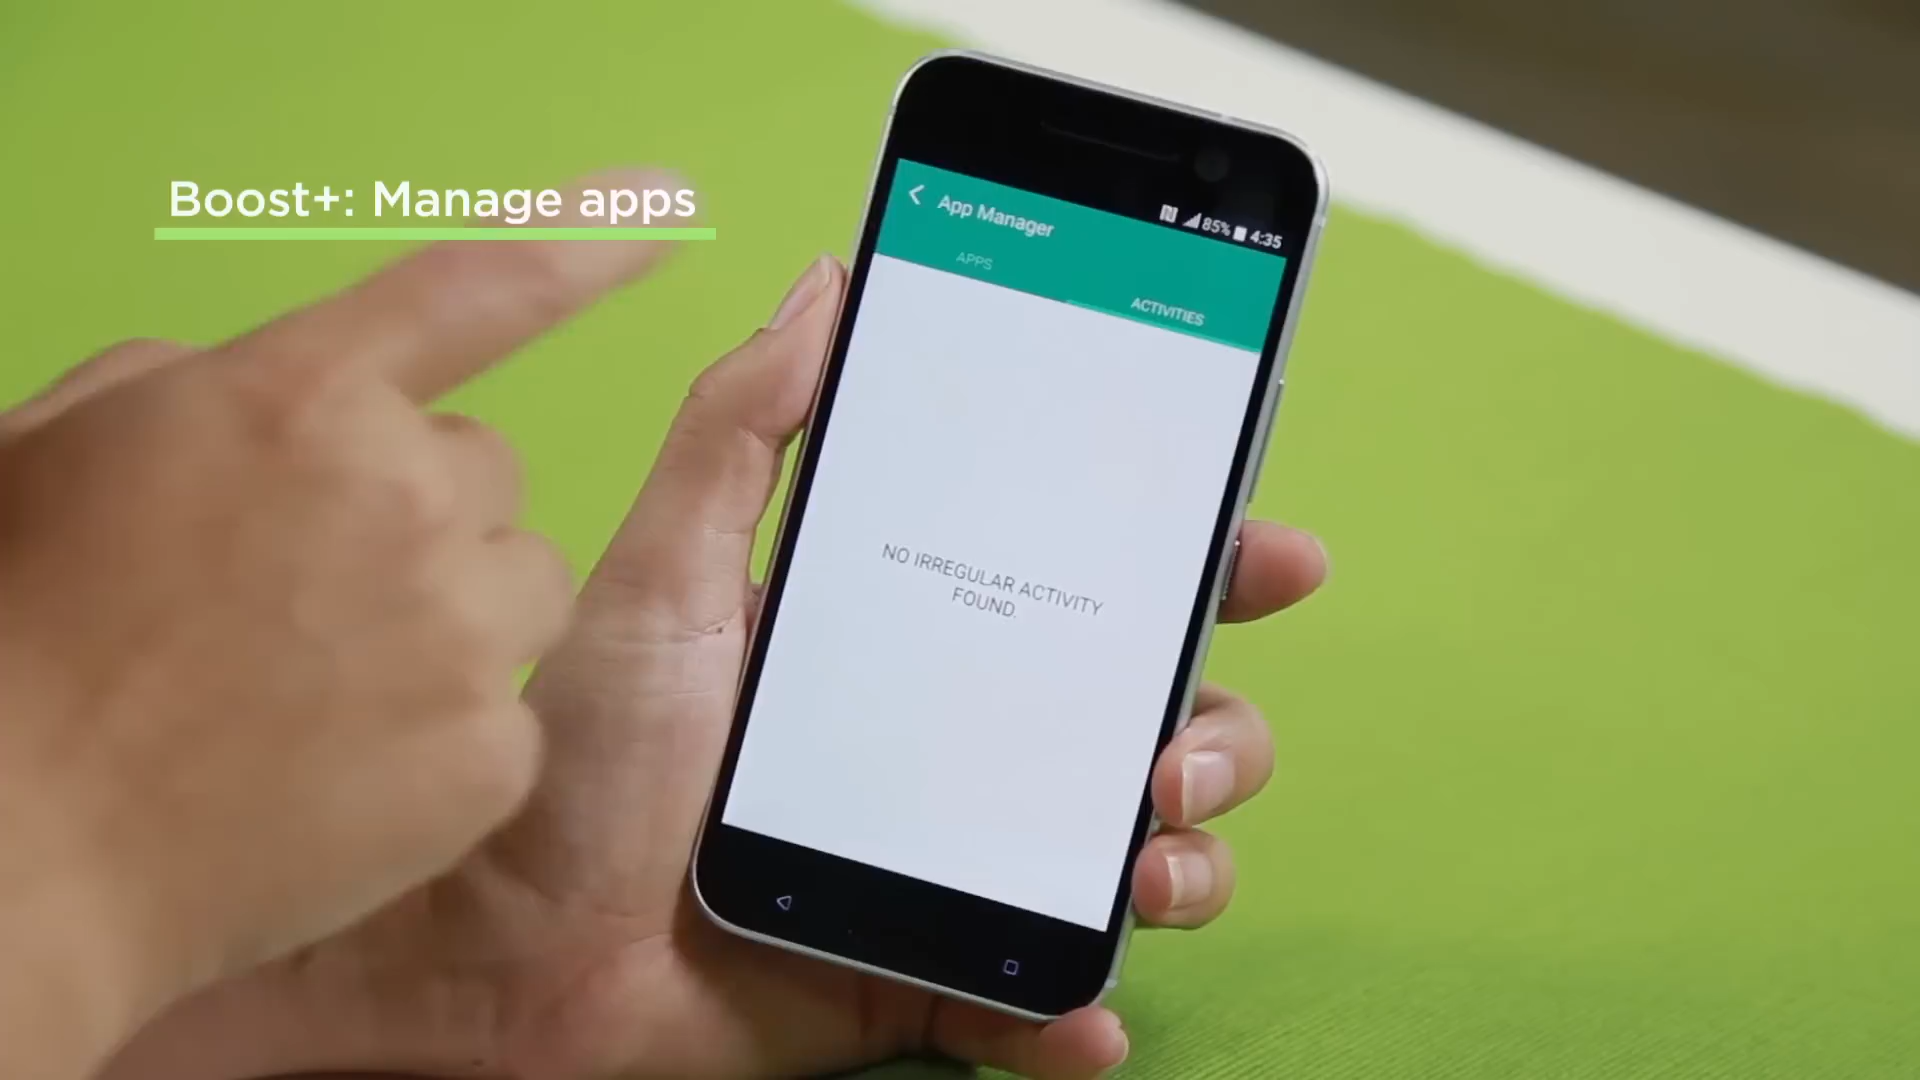 Boost+: Manage apps
85% 4:35
App Manager
APPS
ACTIVITIES
NO IRREGULAR ACTIVITY
FOUND.